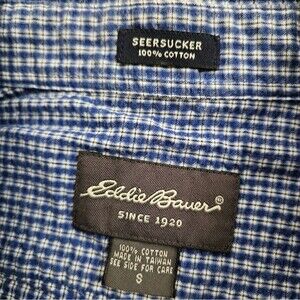 SEERSUCKER
100% COTTON
Eddie Bauer®
SINCE 1920
100% COTTON
MADE IN TAIWAN
SEE SIDE FOR CARE
S